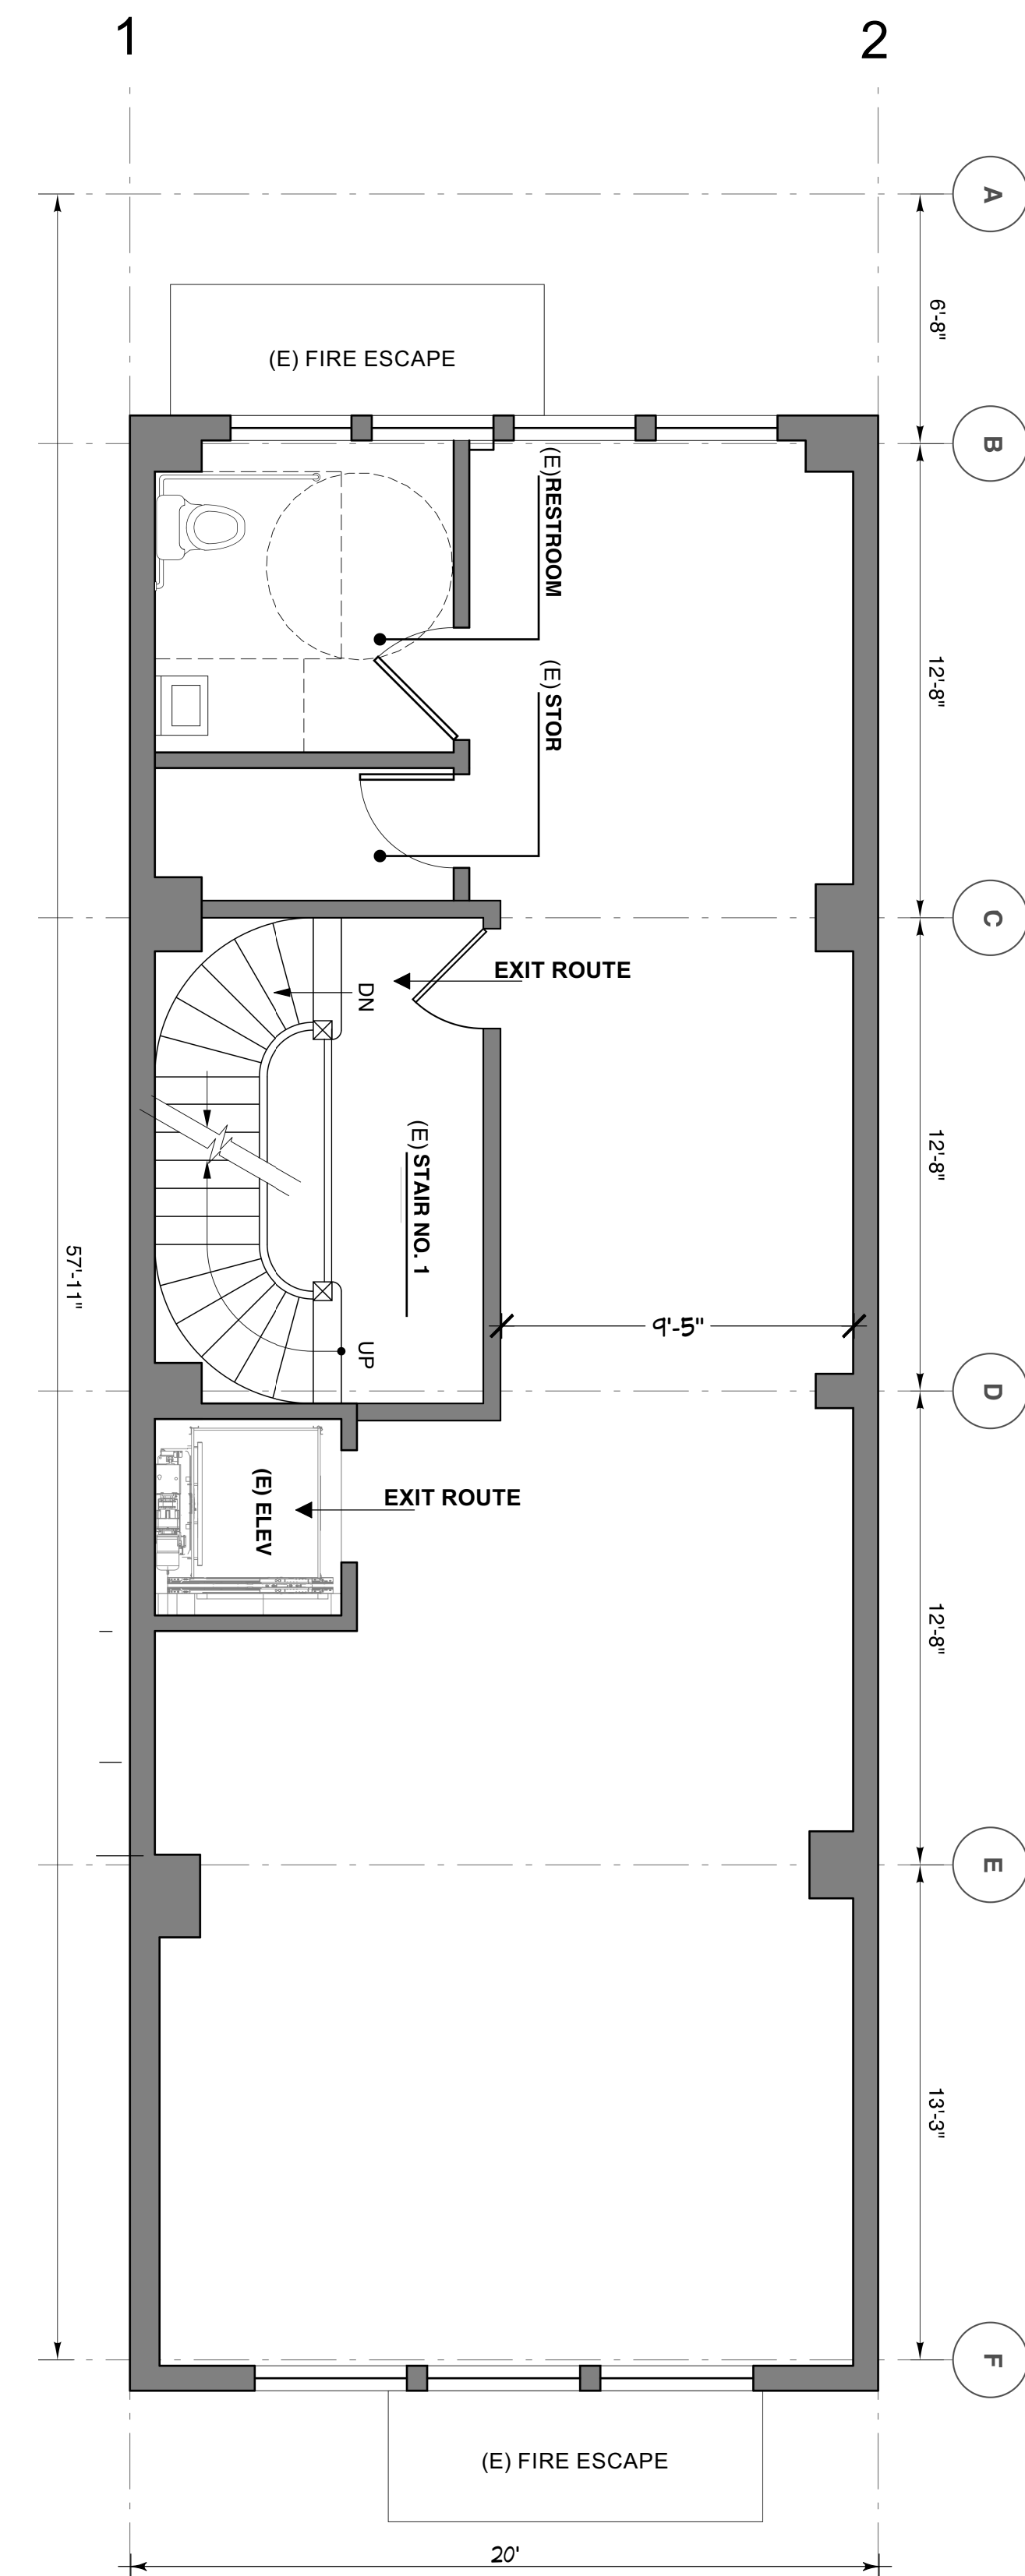 1
2
A
6'-8"
(E) FIRE ESCAPE
B
(E)RESTROOM
12'-8"
(E) STOR
C
EXIT ROUTE
DN
(E) STAIR NO. 1
12'-8"
57'-11"
9'-5"
UP
D
(E) ELEV
EXIT ROUTE
12'-8"
E
13'-3"
F
(E) FIRE ESCAPE
20'